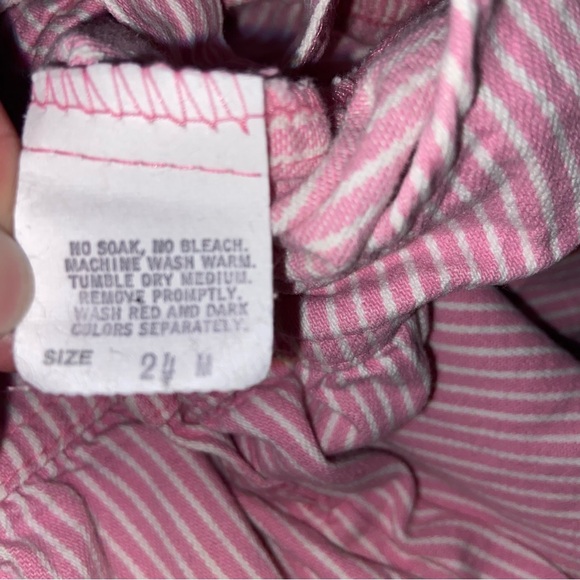 NO SOAK, NO BLEACH.
MACHINE WASH WARM.
TUMBLE DRY MEDIUM.
REMOVE PROMPTLY.
WASH RED AND DARK
COLORS SEPARATELY.
SIZE 24 M